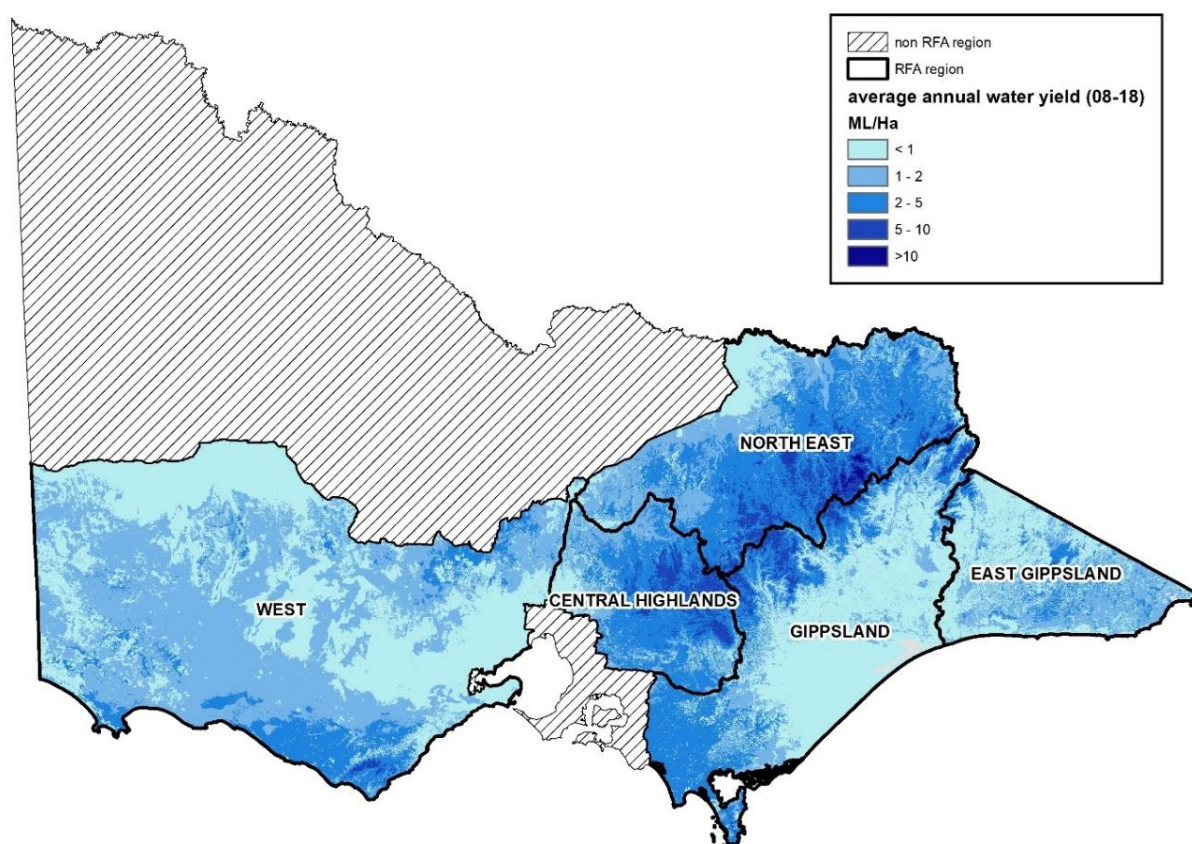 non RFA region
RFA region
average annual water yield (08-18)
ML/Ha
< 1
1 - 2
2 - 5
5 - 10
>10
NORTH EAST
WEST
CENTRAL HIGHLANDS
EAST GIPPSLAND
GIPPSLAND